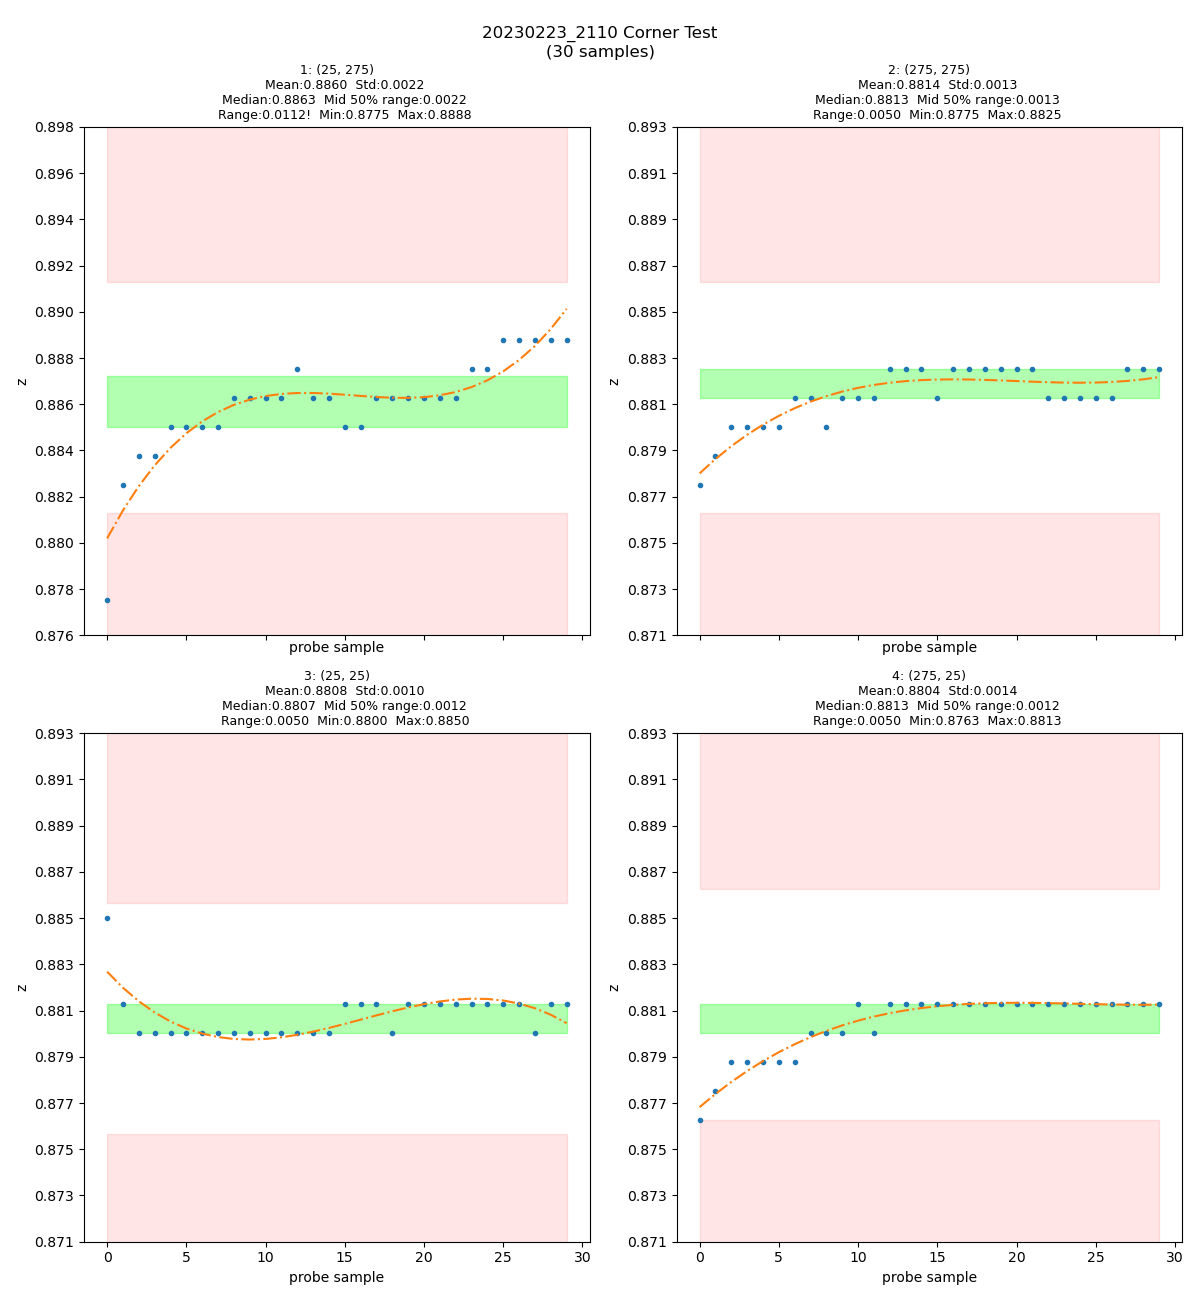 20230223_2110 Corner Test
(30 samples)
1: (25, 275)
Mean:0.8860  Std:0.0022
Median:0.8863  Mid 50% range:0.0022
Range:0.0112!  Min:0.8775  Max:0.8888
0.898
0.896
0.894
0.892
0.890
0.888
0.886
0.884
0.882
0.880
0.878
0.876
z
probe sample
2: (275, 275)
Mean:0.8814  Std:0.0013
Median:0.8813  Mid 50% range:0.0013
Range:0.0050  Min:0.8775  Max:0.8825
0.893
0.891
0.889
0.887
0.885
0.883
0.881
0.879
0.877
0.875
0.873
0.871
z
probe sample
3: (25, 25)
Mean:0.8808  Std:0.0010
Median:0.8807  Mid 50% range:0.0012
Range:0.0050  Min:0.8800  Max:0.8850
0.893
0.891
0.889
0.887
0.885
0.883
0.881
0.879
0.877
0.875
0.873
0.871
z
0 5 10 15 20 25 30
probe sample
4: (275, 25)
Mean:0.8804  Std:0.0014
Median:0.8813  Mid 50% range:0.0012
Range:0.0050  Min:0.8763  Max:0.8813
0.893
0.891
0.889
0.887
0.885
0.883
0.881
0.879
0.877
0.875
0.873
0.871
z
0 5 10 15 20 25 30
probe sample